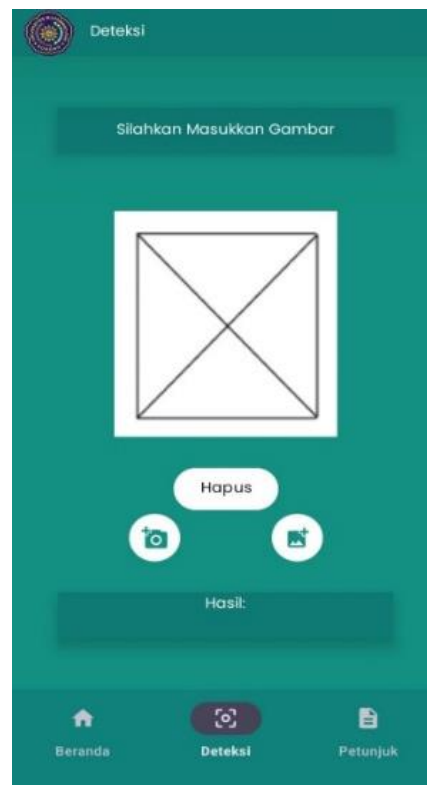 Deteksi
Silahkan Masukkan Gambar
Hapus
Hasil:
Beranda
Deteksi
Petunjuk